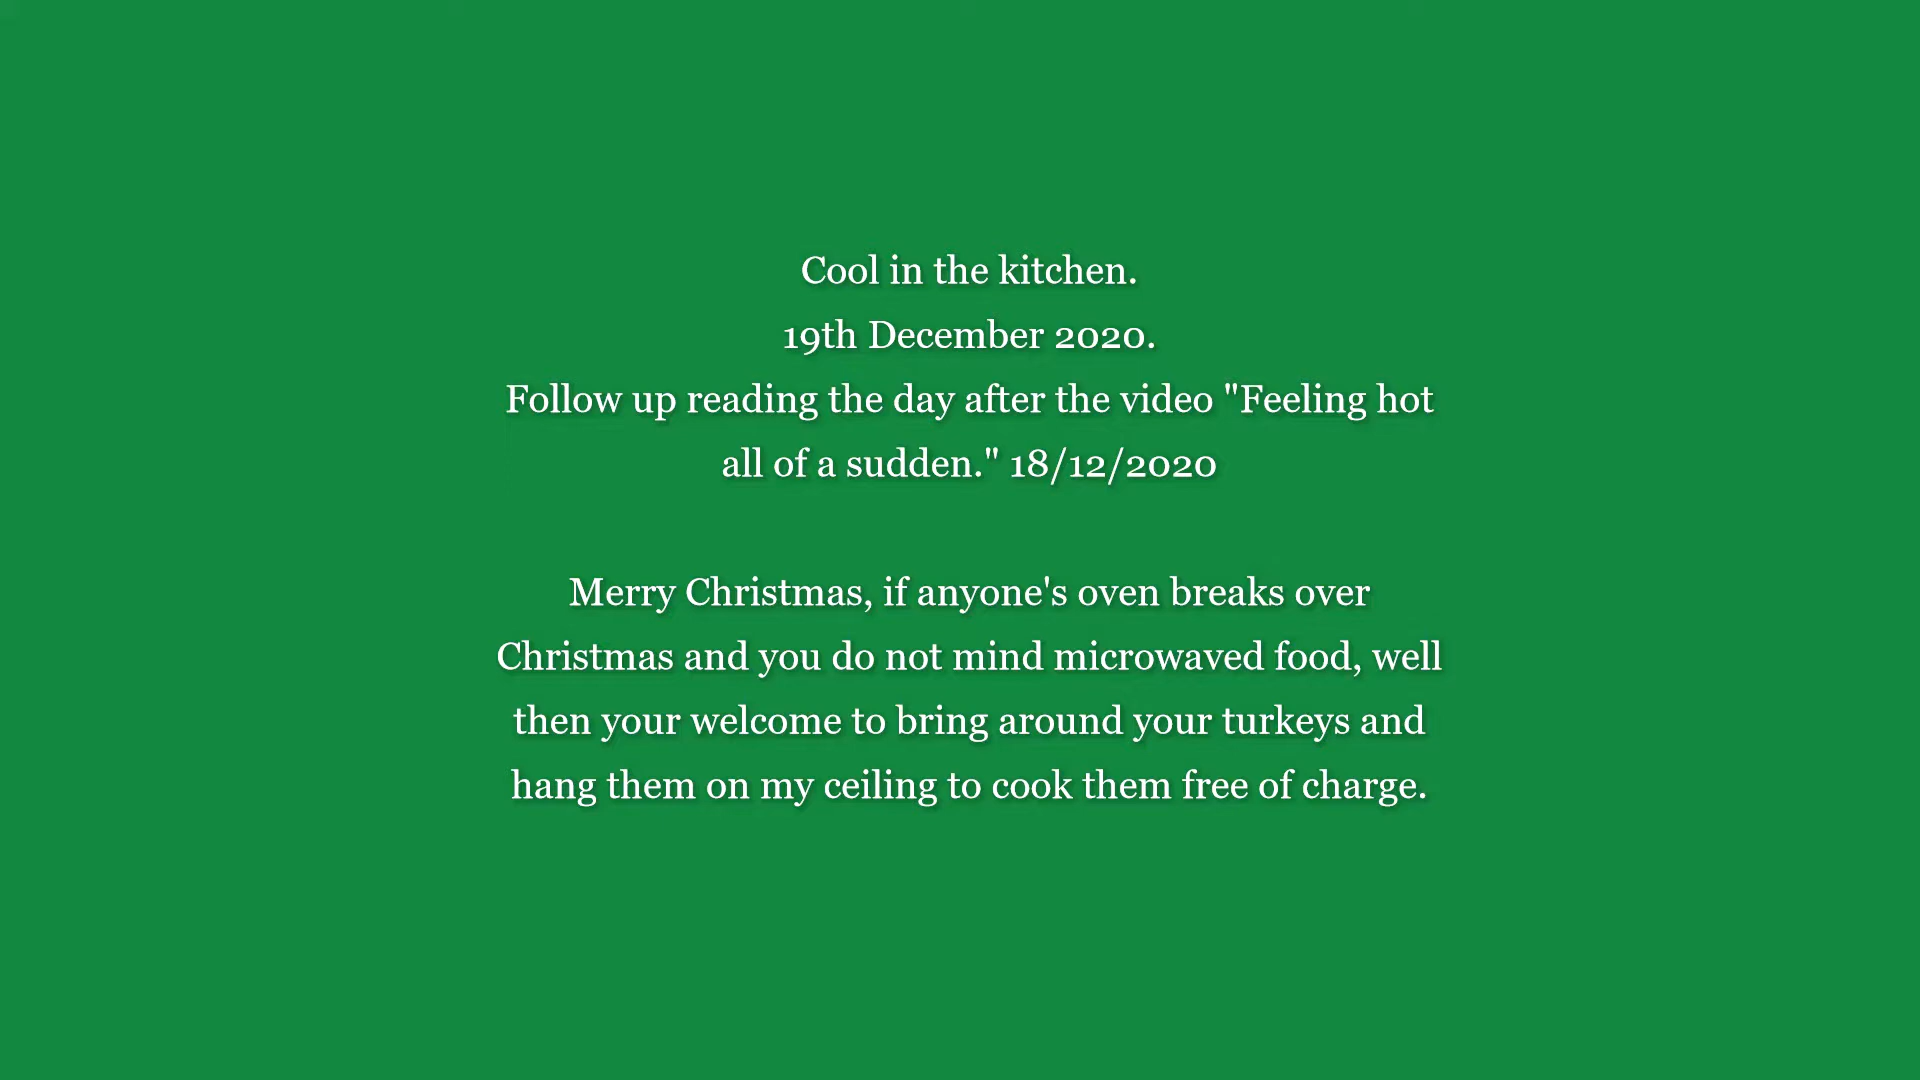 Cool in the kitchen.
19th December 2020.
Follow up reading the day after the video "Feeling hot
all of a sudden." 18/12/2020
Merry Christmas, if anyone's oven breaks over
Christmas and you do not mind microwaved food, well
then your welcome to bring around your turkeys and
hang them on my ceiling to cook them free of charge.